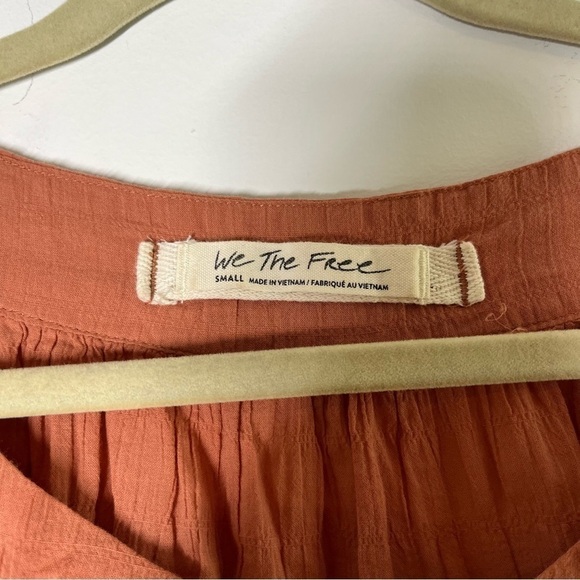 We The Free
SMALL MADE IN VIETNAM / FABRIQUÉ AU VIETNAM